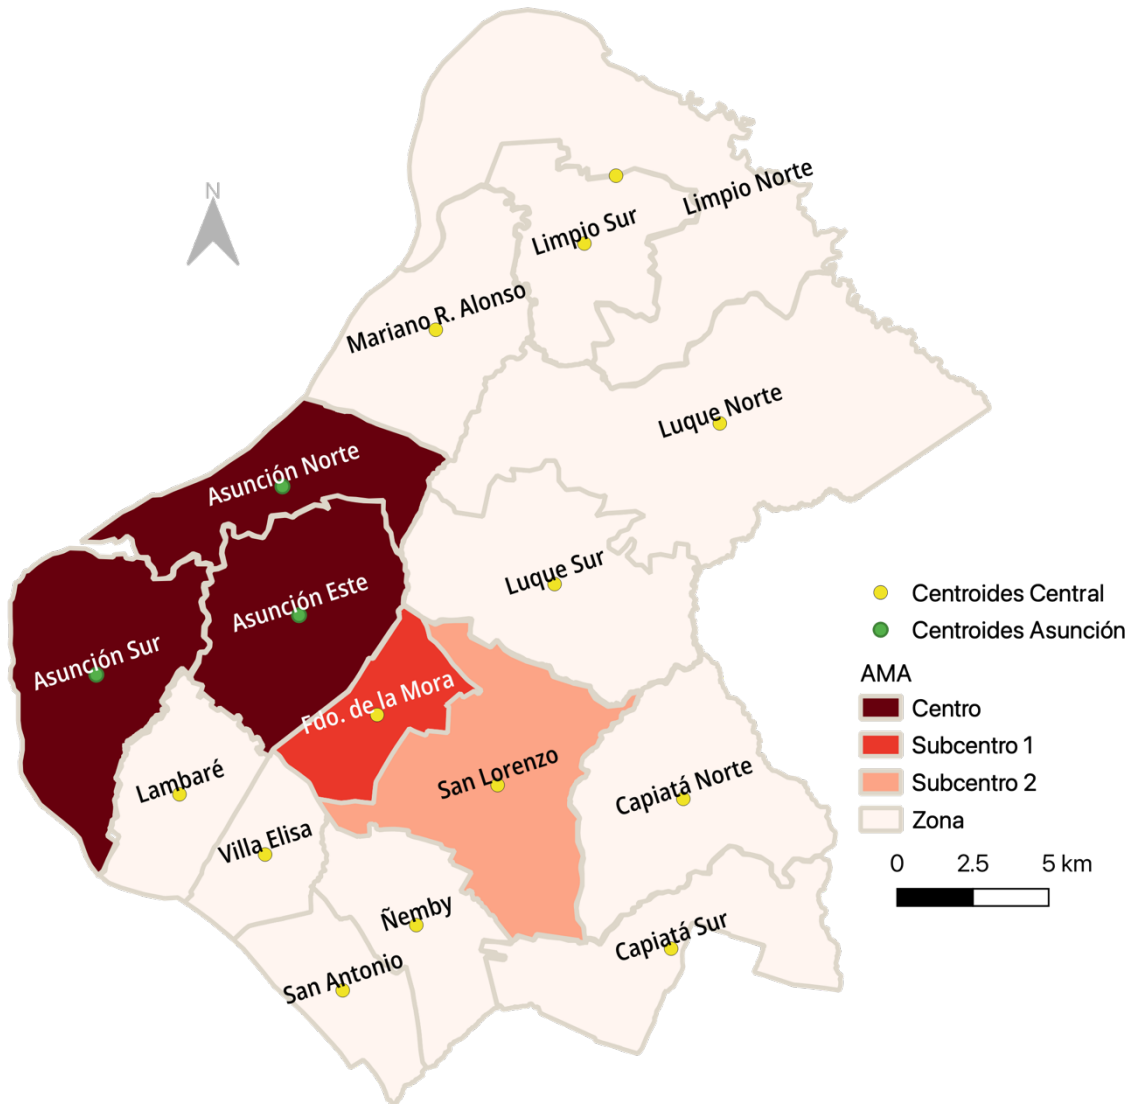 N
Limpio Norte
Limpio Sur
Mariano R. Alonso
Luque Norte
Asunción Norte
Luque Sur
Asunción Este
Asunción Sur
Fdo. de la Mora
San Lorenzo
Lambaré
Capiatá Norte
Villa Elisa
Ñemby
Capiatá Sur
San Antonio
Centroides Central
Centroides Asunción
AMA
Centro
Subcentro 1
Subcentro 2
Zona
0 2.5 5 km